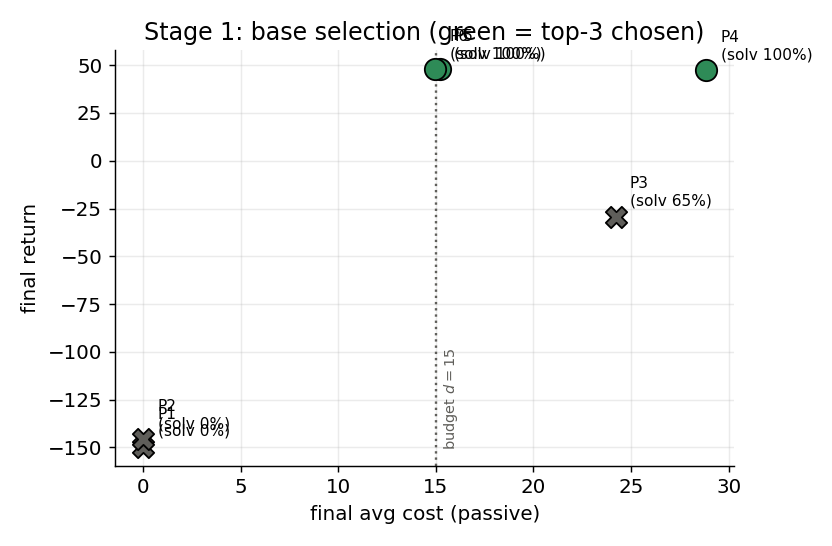 Stage 1: base selection (green = top-3 chosen)
P4
(solv 100%)
(solv 100%)
P3
(solv 65%)
P2
(solv 0%)
P1
(solv 0%)
budget d = 15
50
25
0
−25
−50
−75
−100
−125
−150
final return
0
5
10
15
20
25
30
final avg cost (passive)